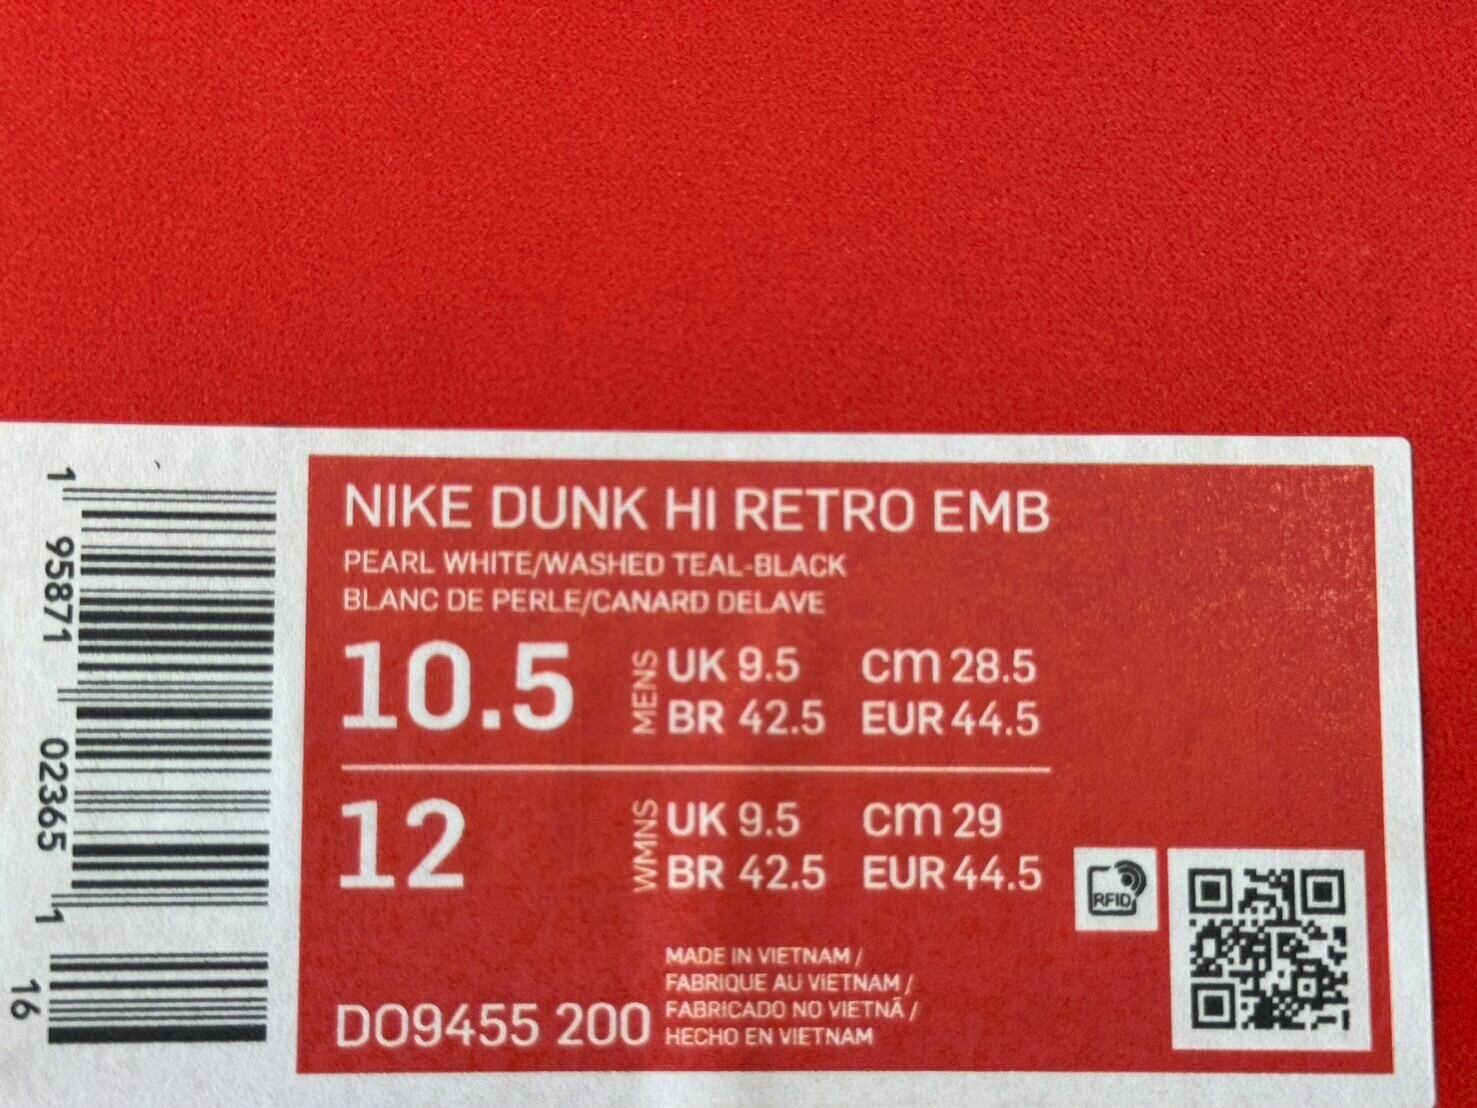 NIKE DUNK HI RETRO EMB
PEARL WHITE/WASHED TEAL-BLACK
BLANC DE PERLE/CANARD DELAVE
10.5 MENS UK 9.5 cm 28.5
BR 42.5 EUR 44.5
12 WMNS UK 9.5 cm 29
BR 42.5 EUR 44.5
RFID
MADE IN VIETNAM /
FABRIQUE AU VIETNAM /
FABRICADO NO VIETNÃ /
HECHO EN VIETNAM
DO9455 200
1 95871 02365 1 16